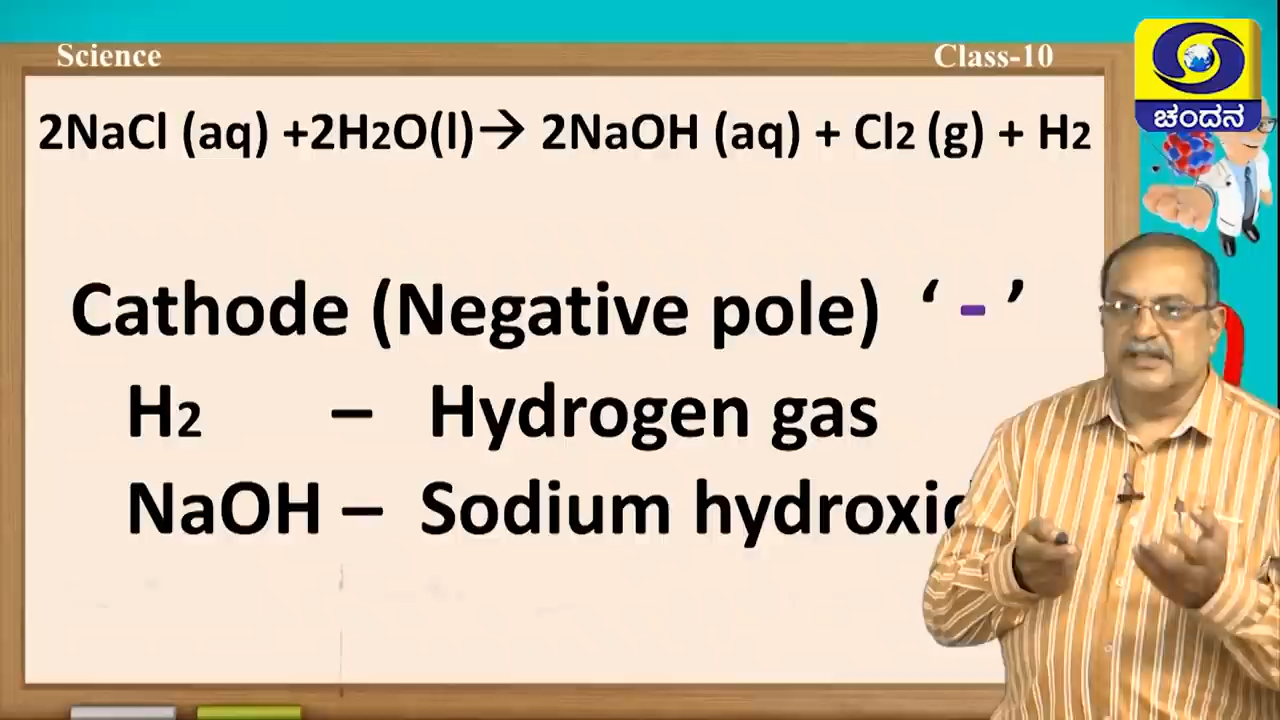 Science
Class-10
ಚಂದನ
2NaCl (aq) +2H2O(l)→ 2NaOH (aq) + Cl2 (g) + H2
Cathode (Negative pole) ‘ - ’
H2 – Hydrogen gas
NaOH – Sodium